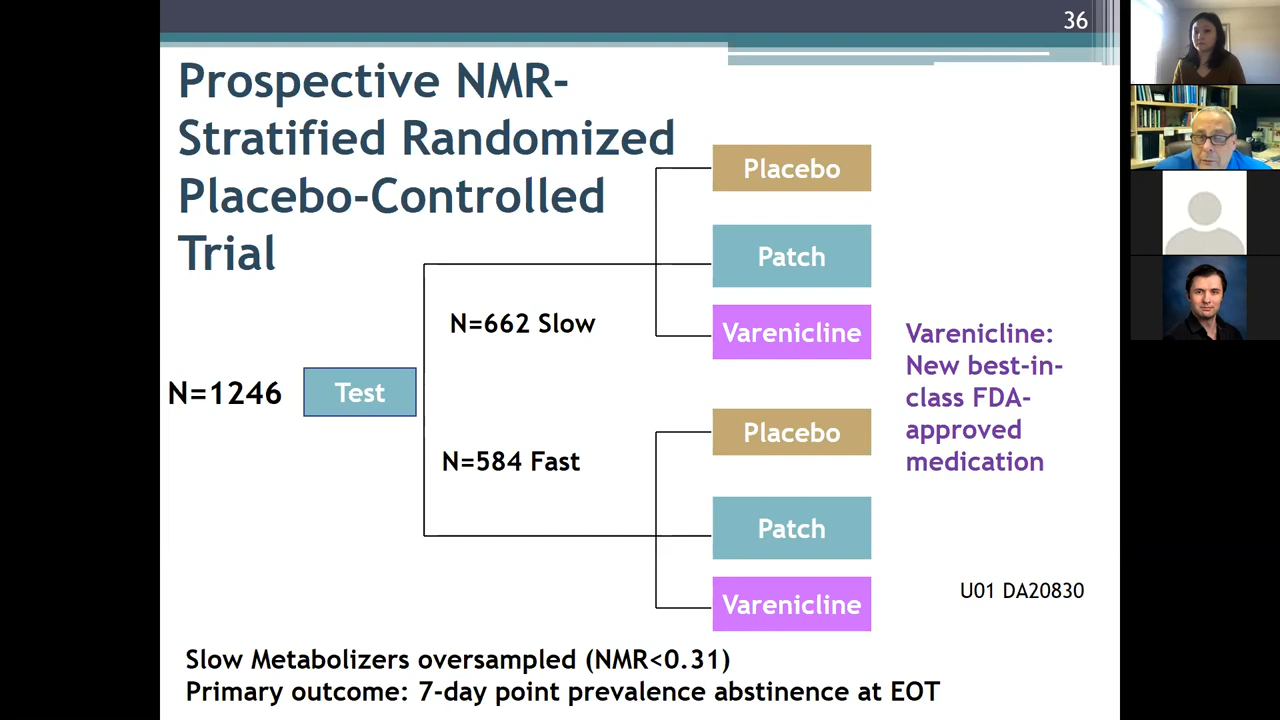 36
Prospective NMR-
Stratified Randomized
Placebo-Controlled
Trial
Placebo
Patch
N=662 Slow
Varenicline
Varenicline:
New best-in-
class FDA-
approved
medication
N=1246
Test
Placebo
N=584 Fast
Patch
Varenicline
U01 DA20830
Slow Metabolizers oversampled (NMR<0.31)
Primary outcome: 7-day point prevalence abstinence at EOT